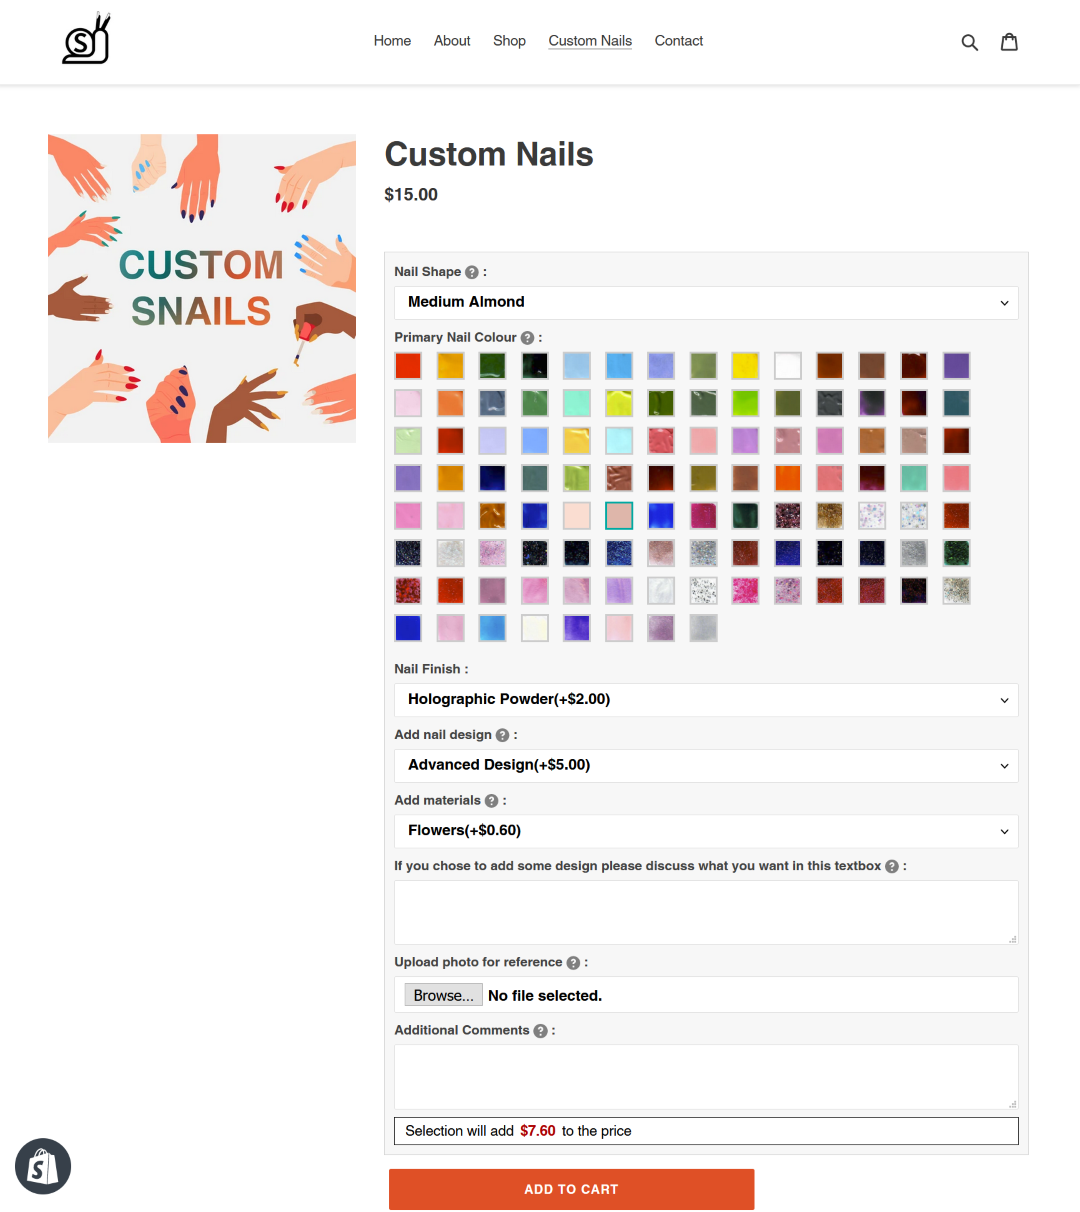 S
Home About Shop Custom Nails Contact
CUSTOM
SNAILS
Custom Nails
$15.00
Nail Shape ? :
Medium Almond
Primary Nail Colour ? :
Nail Finish :
Holographic Powder(+$2.00)
Add nail design ? :
Advanced Design(+$5.00)
Add materials ? :
Flowers(+$0.60)
If you chose to add some design please discuss what you want in this textbox ? :
Upload photo for reference ? :
Browse... No file selected.
Additional Comments ? :
Selection will add $7.60 to the price
S
ADD TO CART